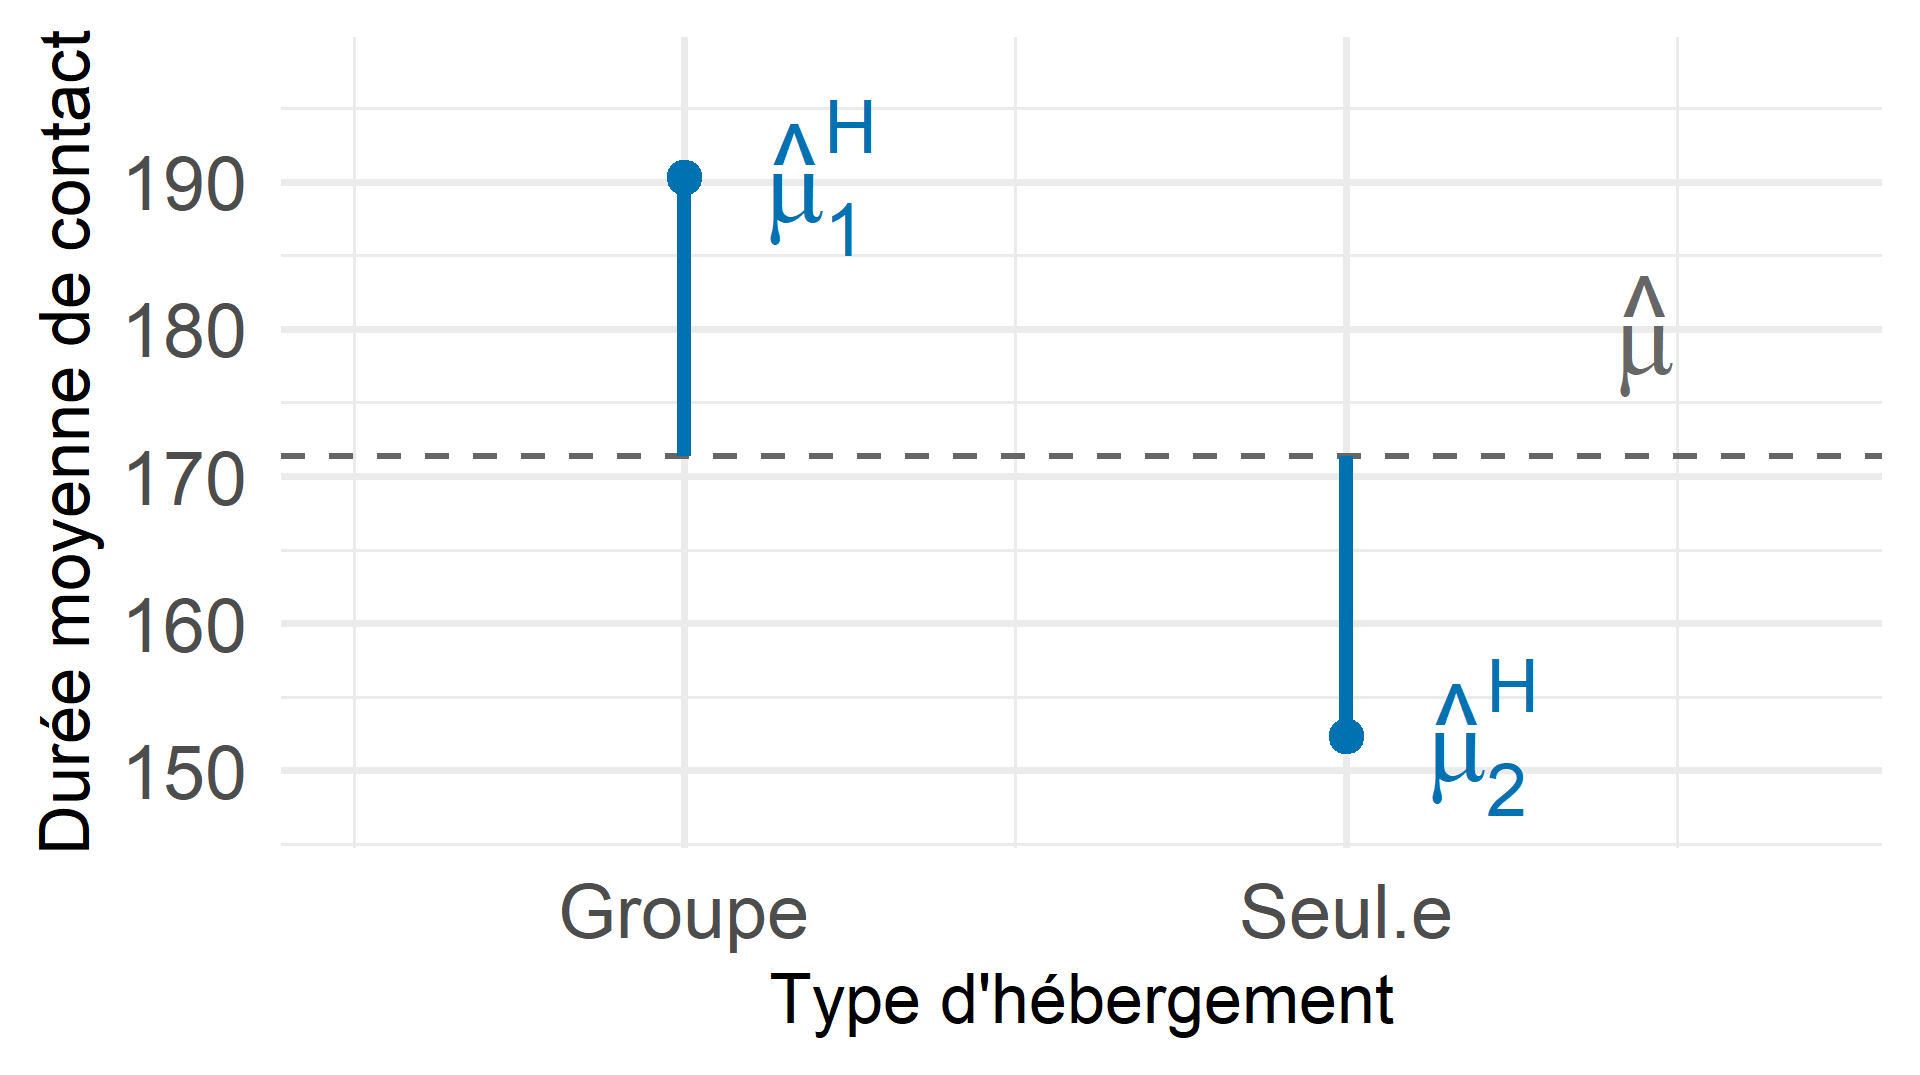 Durée moyenne de contact
190
180
170
160
150
μ̂₁ᴴ
μ̂
μ̂₂ᴴ
Groupe
Seul.e
Type d'hébergement